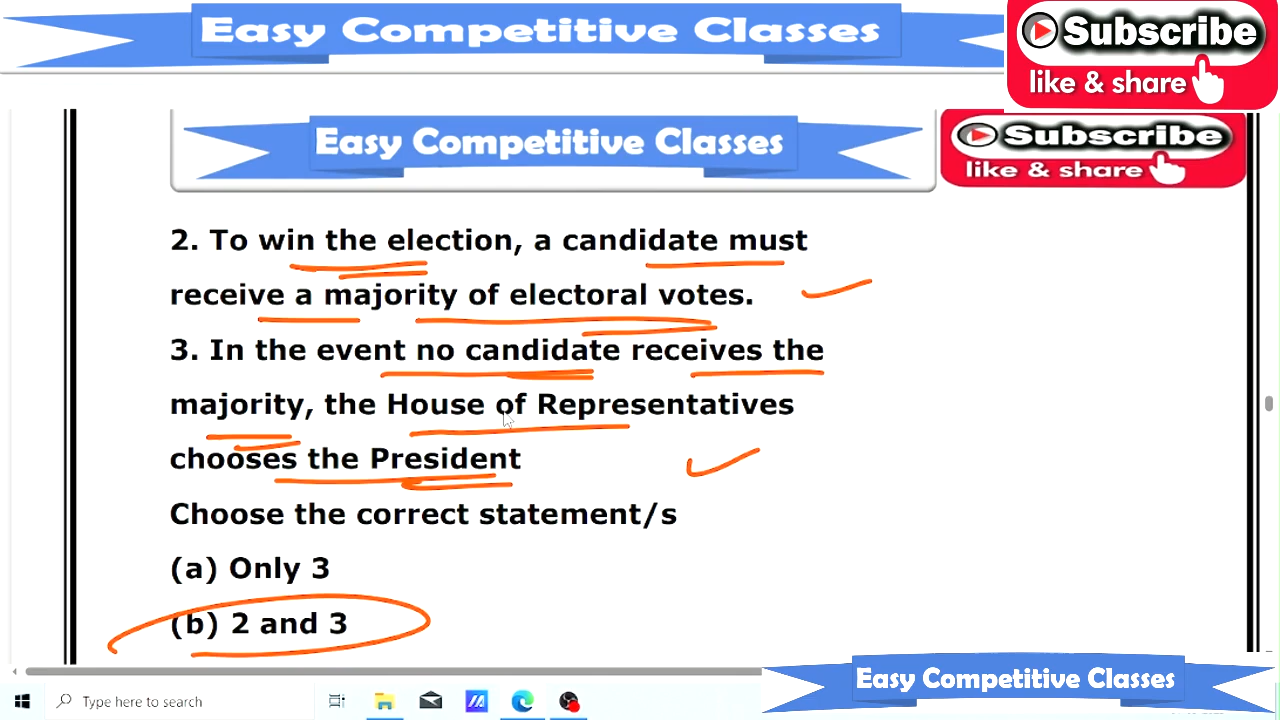 Easy Competitive Classes
Subscribe
like & share
Easy Competitive Classes
Subscribe
like & share
2. To win the election, a candidate must
receive a majority of electoral votes.
3. In the event no candidate receives the
majority, the House of Representatives
chooses the President
Choose the correct statement/s
(a) Only 3
(b) 2 and 3
Easy Competitive Classes
Type here to search